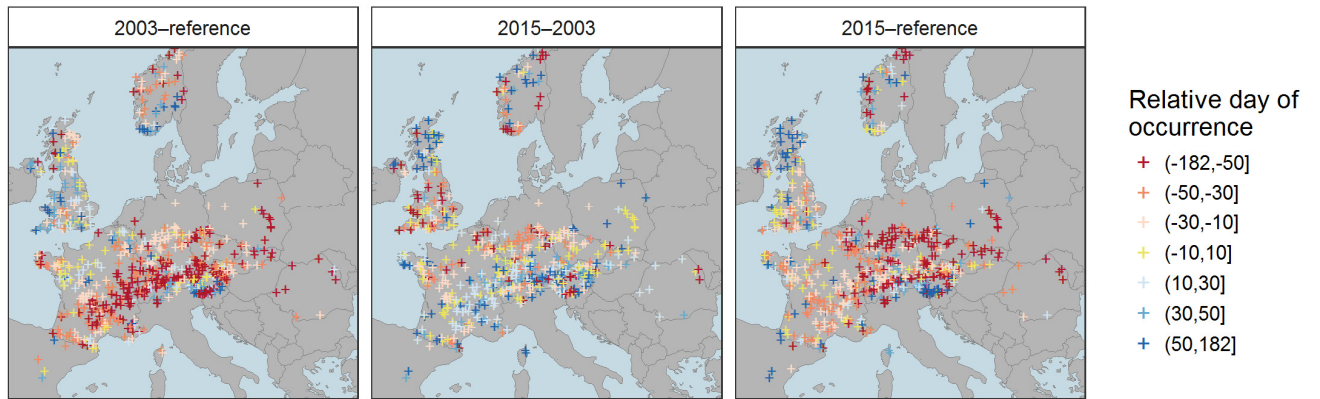 2003–reference
2015–2003
2015–reference
Relative day of
occurrence
(-182,-50]
(-50,-30]
(-30,-10]
(-10,10]
(10,30]
(30,50]
(50,182]